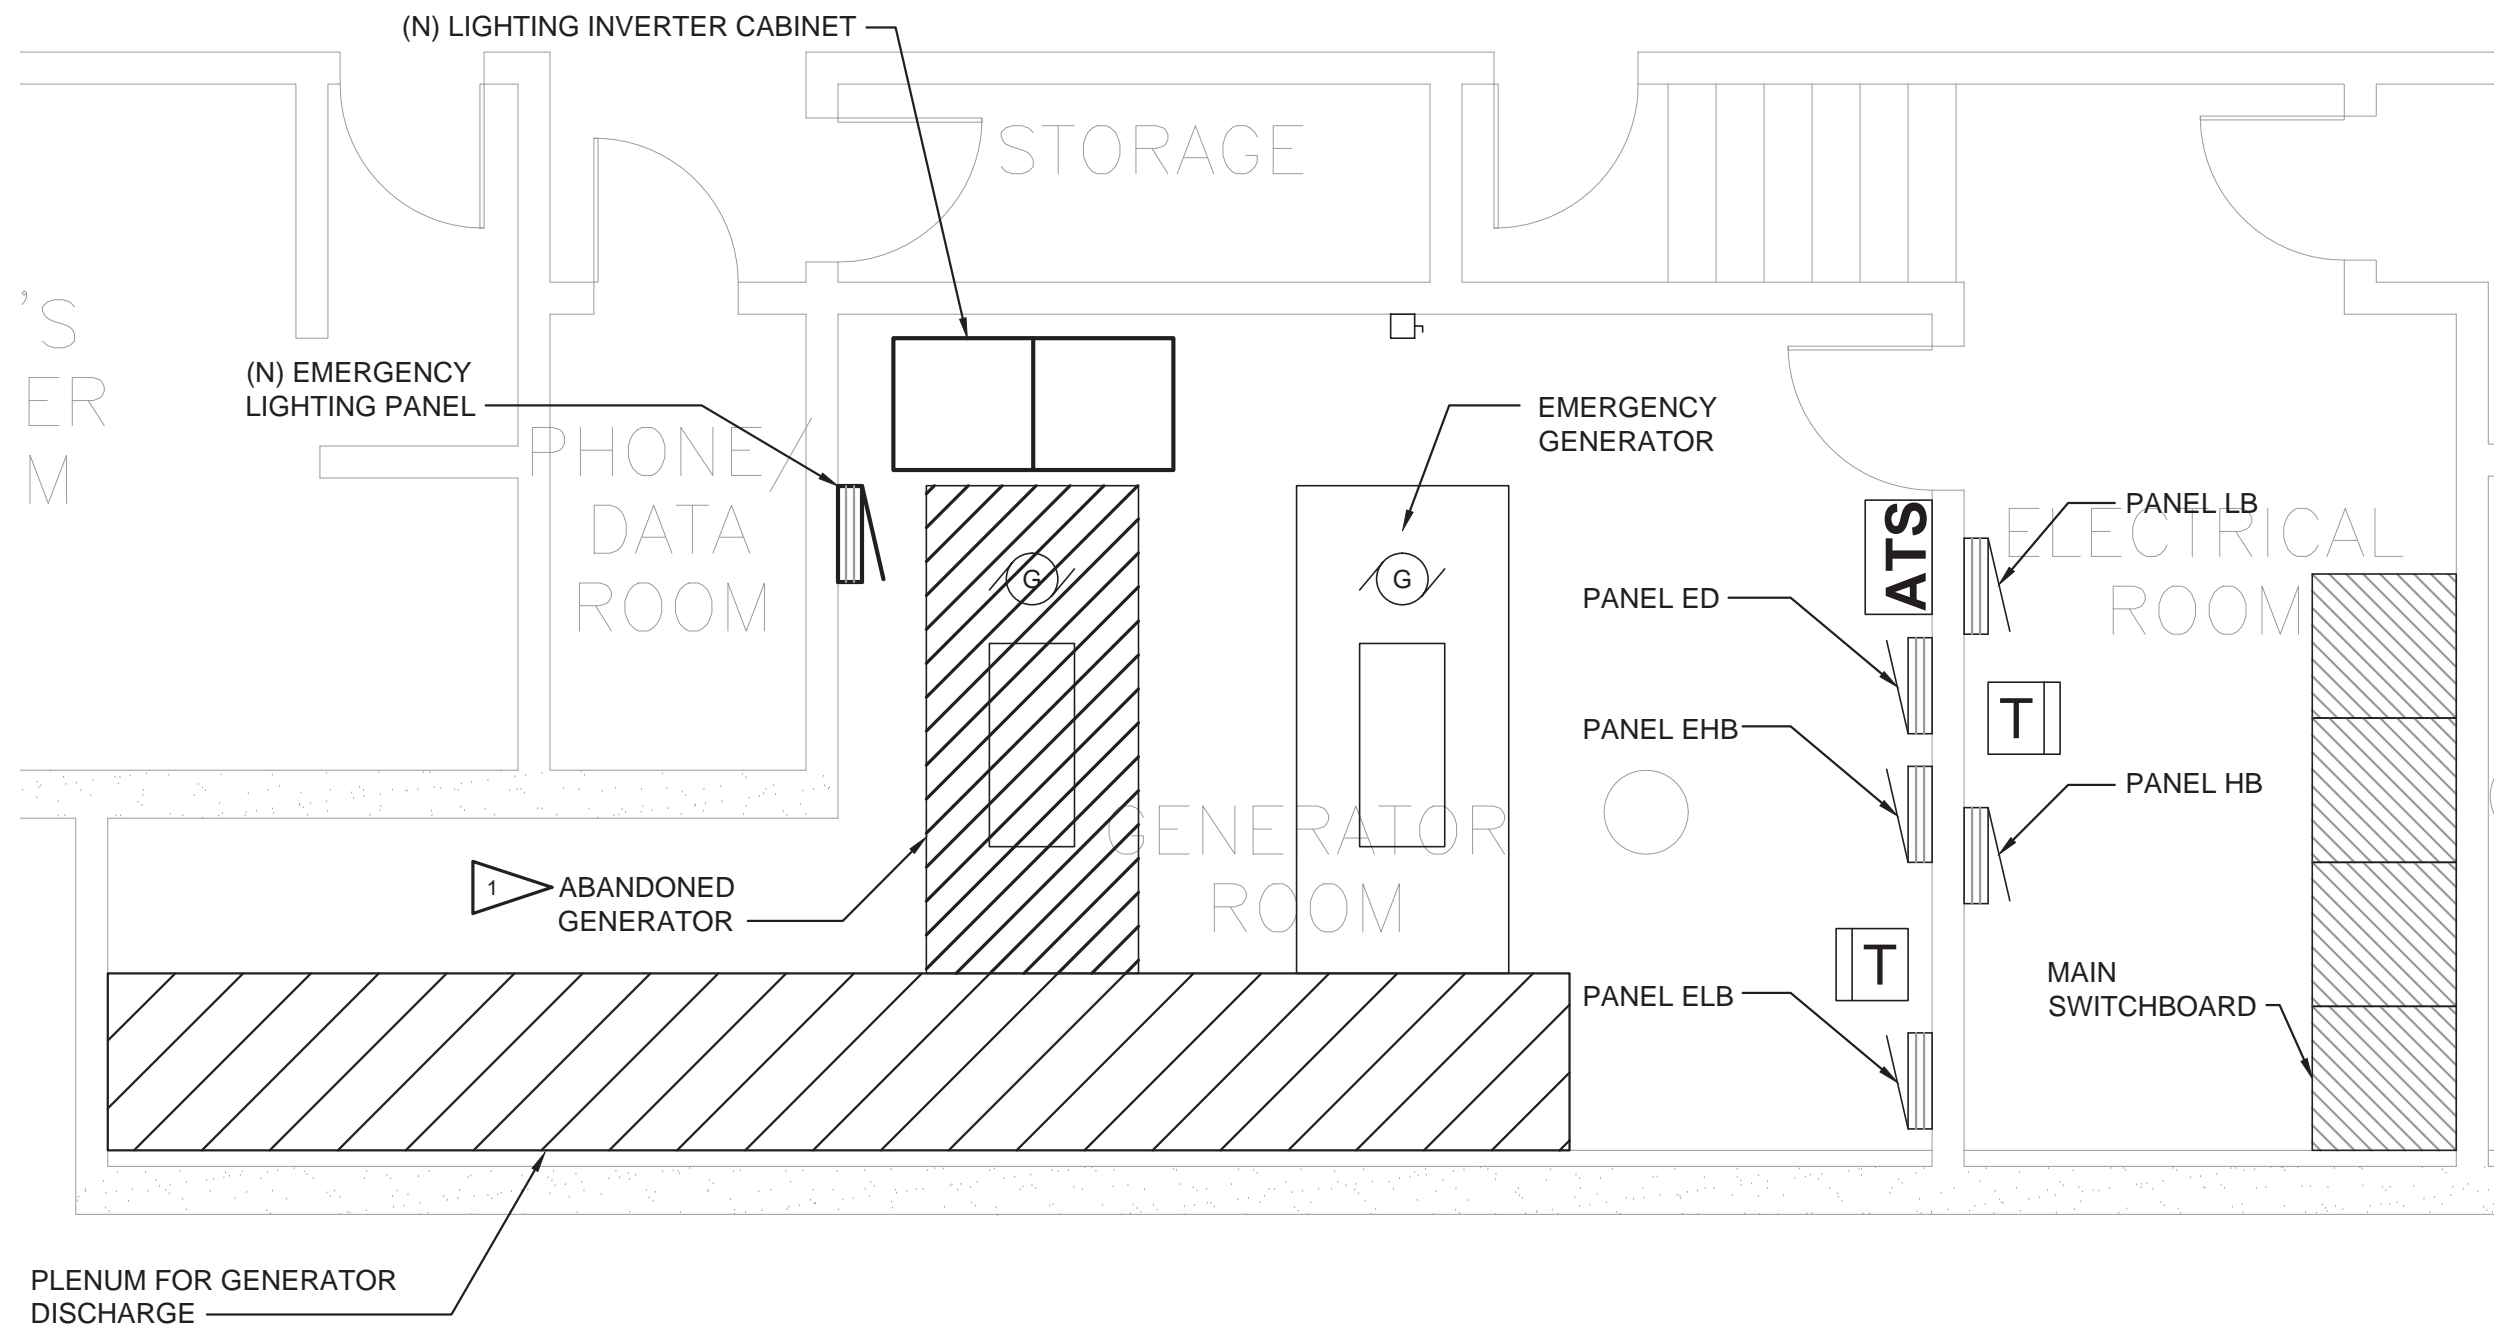 (N) LIGHTING INVERTER CABINET
STORAGE
'S
ER
M
(N) EMERGENCY
LIGHTING PANEL
PHONE/
DATA
ROOM
EMERGENCY
GENERATOR
G
G
ATS
PANEL LB
ELECTRICAL
ROOM
PANEL ED
T
PANEL EHB
PANEL HB
GENERATOR
ROOM
1
ABANDONED
GENERATOR
T
PANEL ELB
MAIN
SWITCHBOARD
PLENUM FOR GENERATOR
DISCHARGE